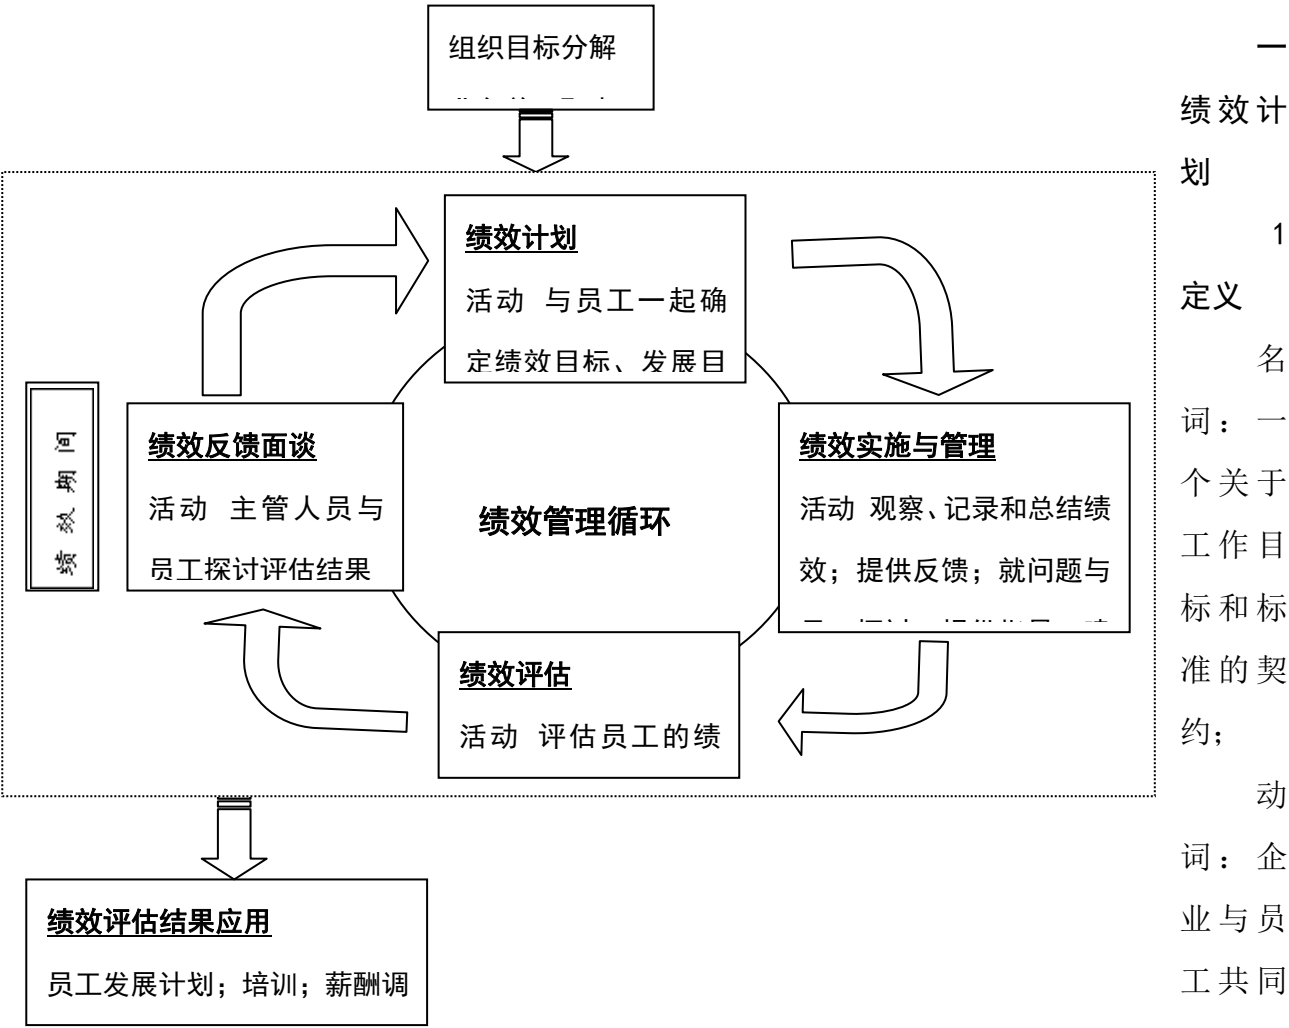 组织目标分解
绩效计划
活动 与员工一起确
定绩效目标、发展目
绩效反馈面谈
活动 主管人员与
员工探讨评估结果
绩效期间
绩效管理循环
绩效实施与管理
活动 观察、记录和总结绩
效；提供反馈；就问题与
绩效评估
活动 评估员工的绩
绩效评估结果应用
员工发展计划；培训；薪酬调
一
绩效计
划
1
定义
名
词：一
个关于
工作目
标和标
准的契
约；
动
词：企
业与员
工共同